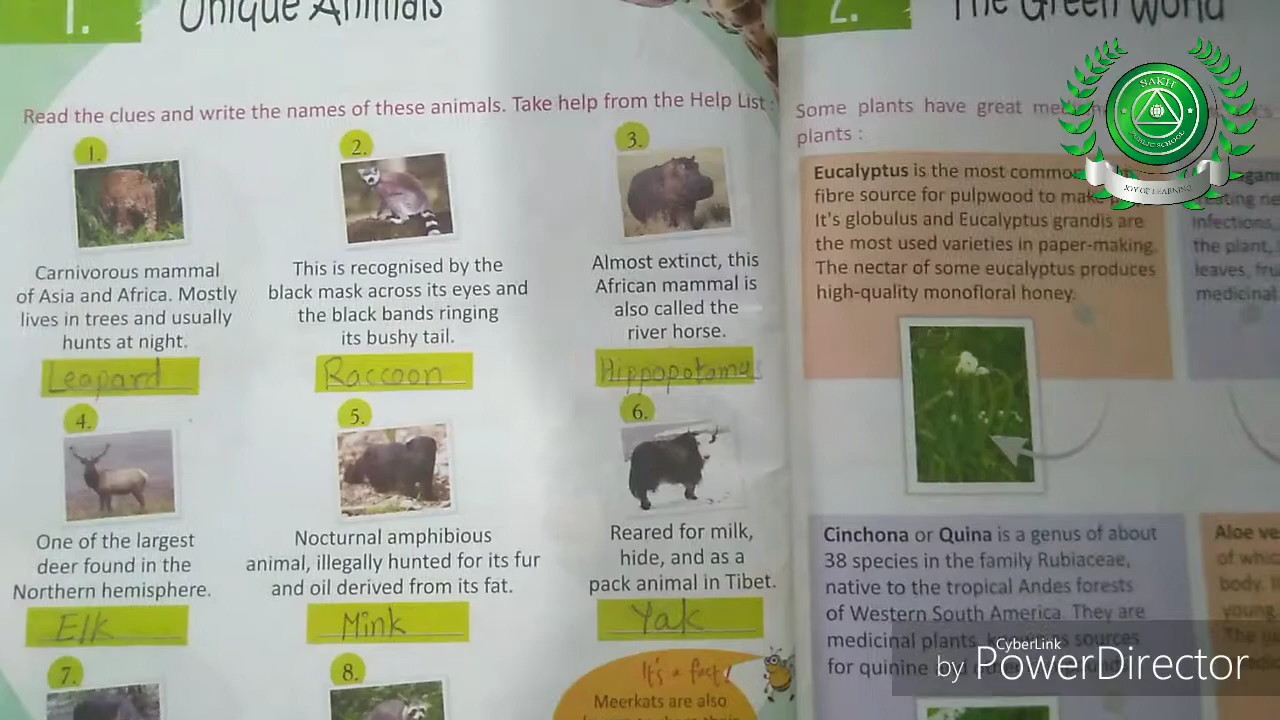 1.
Unique Animals
Read the clues and write the names of these animals. Take help from the Help List :
1.
Carnivorous mammal
of Asia and Africa. Mostly
lives in trees and usually
hunts at night.
Leapard
2.
This is recognised by the
black mask across its eyes and
the black bands ringing
its bushy tail.
Raccoon
3.
Almost extinct, this
African mammal is
also called the
river horse.
Hippopotamus
4.
One of the largest
deer found in the
Northern hemisphere.
Elk
5.
Nocturnal amphibious
animal, illegally hunted for its fur
and oil derived from its fat.
Mink
6.
Reared for milk,
hide, and as a
pack animal in Tibet.
Yak
7.
8.
It's a fact!
Meerkats are also
2.
The Green World
Some plants have great
plants :
Eucalyptus is the most
fibre source for pulpwood to make
It's globulus and Eucalyptus grandis are
the most used varieties in paper-making.
The nectar of some eucalyptus produces
high-quality monofloral honey.
infections,
the plant,
leaves,
medicinal
Cinchona or Quina is a genus of about
38 species in the family Rubiaceae,
native to the tropical Andes forests
of Western South America. They are
medicinal plants, known as sources
for quinine
Aloe
of
body.
young.
SAKH
PUBLIC SCHOOL
JOY OF LEARNING
CyberLink
by PowerDirector